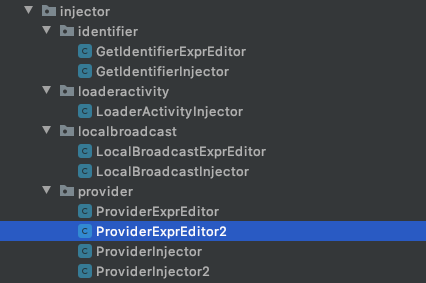 injector
identifier
GetIdentifierExprEditor
GetIdentifierInjector
loaderactivity
LoaderActivityInjector
localbroadcast
LocalBroadcastExprEditor
LocalBroadcastInjector
provider
ProviderExprEditor
ProviderExprEditor2
ProviderInjector
ProviderInjector2